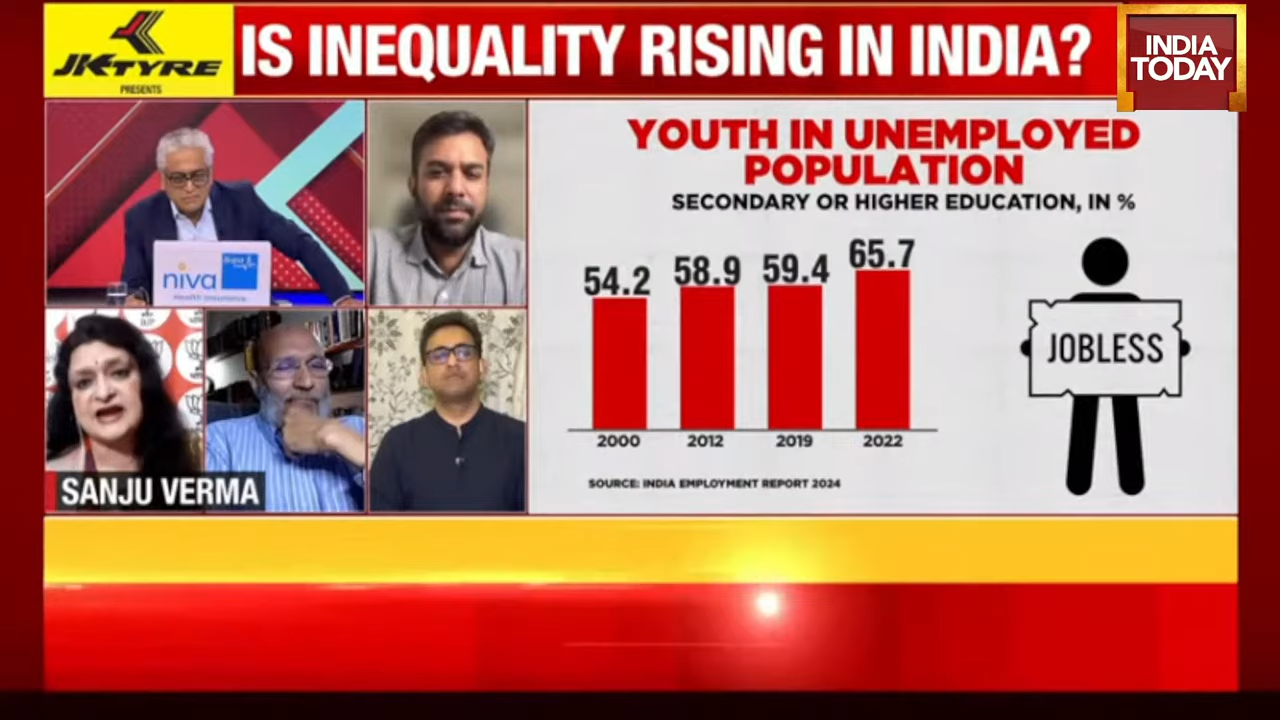 JK TYRE
PRESENTS
IS INEQUALITY RISING IN INDIA?
INDIA
TODAY
YOUTH IN UNEMPLOYED
POPULATION
SECONDARY OR HIGHER EDUCATION, IN %
54.2 58.9 59.4 65.7
2000 2012 2019 2022
SOURCE: INDIA EMPLOYMENT REPORT 2024
JOBLESS
niva
Health Insurance
SANJU VERMA